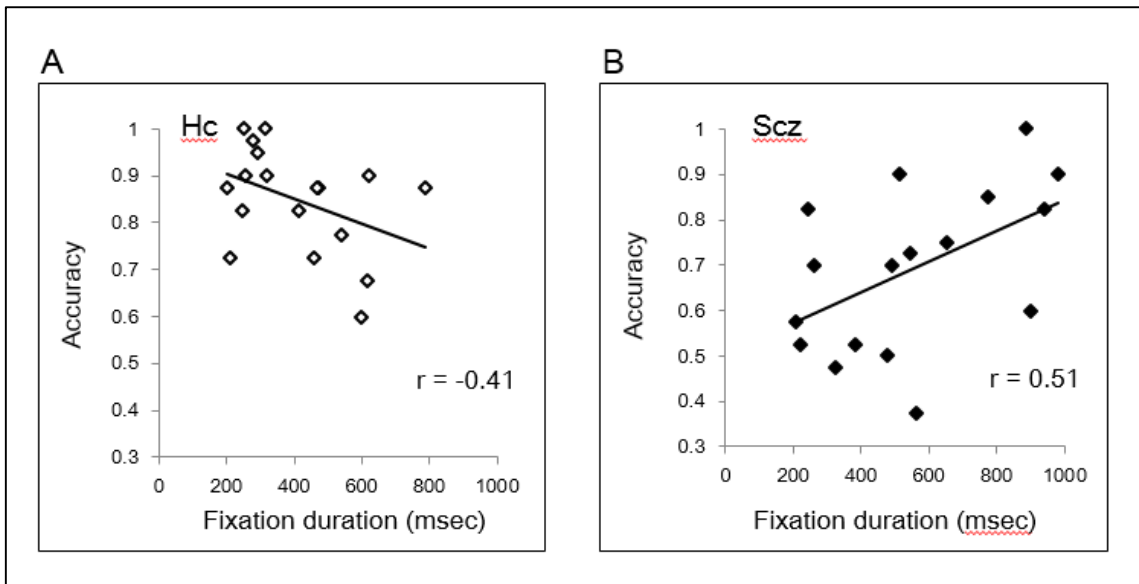 A
Hc
1
0.9
0.8
0.7
0.6
0.5
0.4
0.3
Accuracy
r = -0.41
0 200 400 600 800 1000
Fixation duration (msec)
B
Scz
1
0.9
0.8
0.7
0.6
0.5
0.4
0.3
Accuracy
r = 0.51
0 200 400 600 800 1000
Fixation duration (msec)